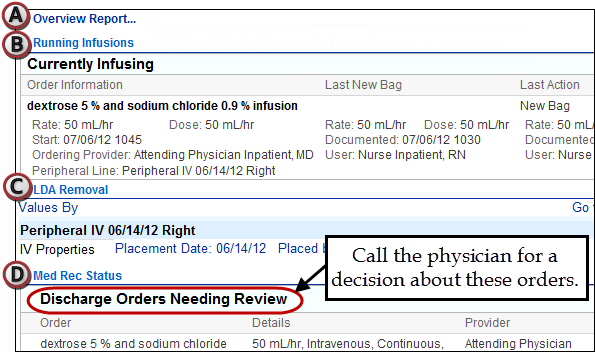 A Overview Report...
B Running Infusions
Currently Infusing
Order Information Last New Bag Last Action
dextrose 5 % and sodium chloride 0.9 % infusion New Bag
Rate: 50 mL/hr Dose: 50 mL/hr Rate: 50 mL/hr Dose: 50 mL/hr Rate: 50 mL/
Start: 07/06/12 1045 Documented: 07/06/12 1030 Documente
Ordering Provider: Attending Physician Inpatient, MD User: Nurse Inpatient, RN User: Nurse
Peripheral Line: Peripheral IV 06/14/12 Right
C LDA Removal
Values By Go
Peripheral IV 06/14/12 Right
IV Properties Placement Date: 06/14/12 Placed
Call the physician for a
decision about these orders.
D Med Rec Status
Discharge Orders Needing Review
Order Details Provider
dextrose 5 % and sodium chloride 50 mL/hr, Intravenous, Continuous, Attending Physician